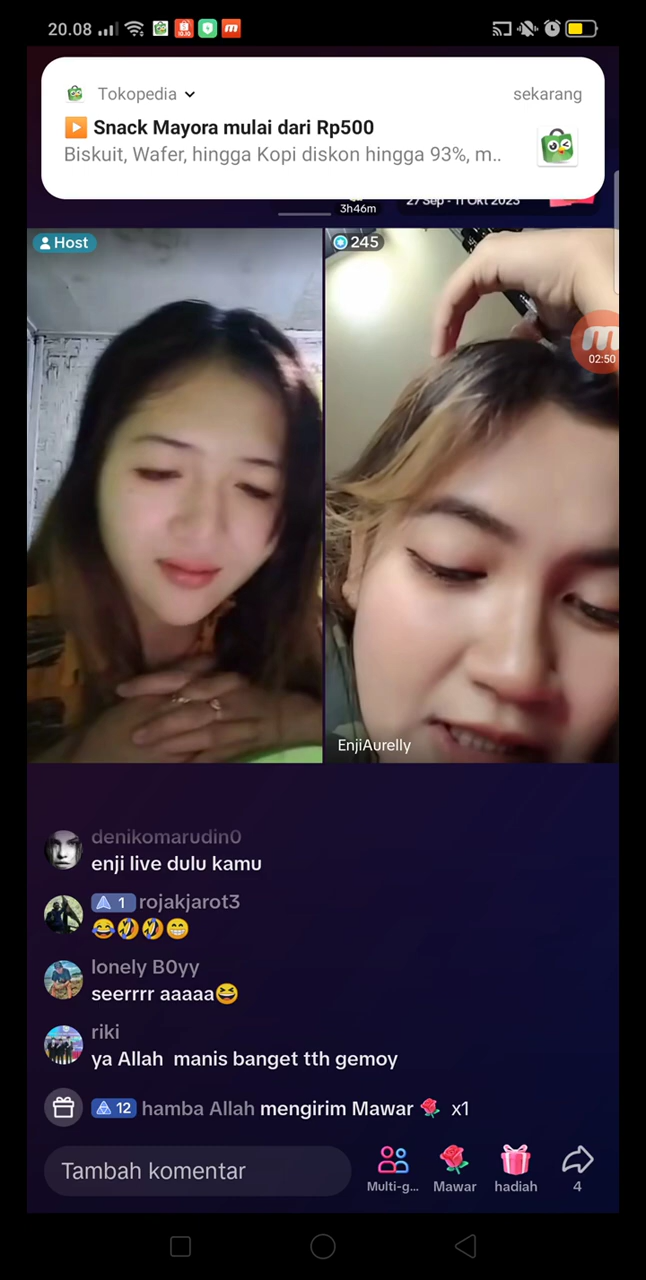 20.08
Tokopedia
sekarang
▶️ Snack Mayora mulai dari Rp500
Biskuit, Wafer, hingga Kopi diskon hingga 93%, m..
3h46m
27 Sep - 11 Okt 2023
Host
245
02:50
EnjiAurelly
denikomarudin0
enji live dulu kamu
1 rojakjarot3
😂🤣🤣😁
lonely B0yy
seerrrr aaaaa😆
riki
ya Allah manis banget tth gemoy
12 hamba Allah mengirim Mawar 🌹 x1
Tambah komentar
Multi-g...
Mawar
hadiah
4